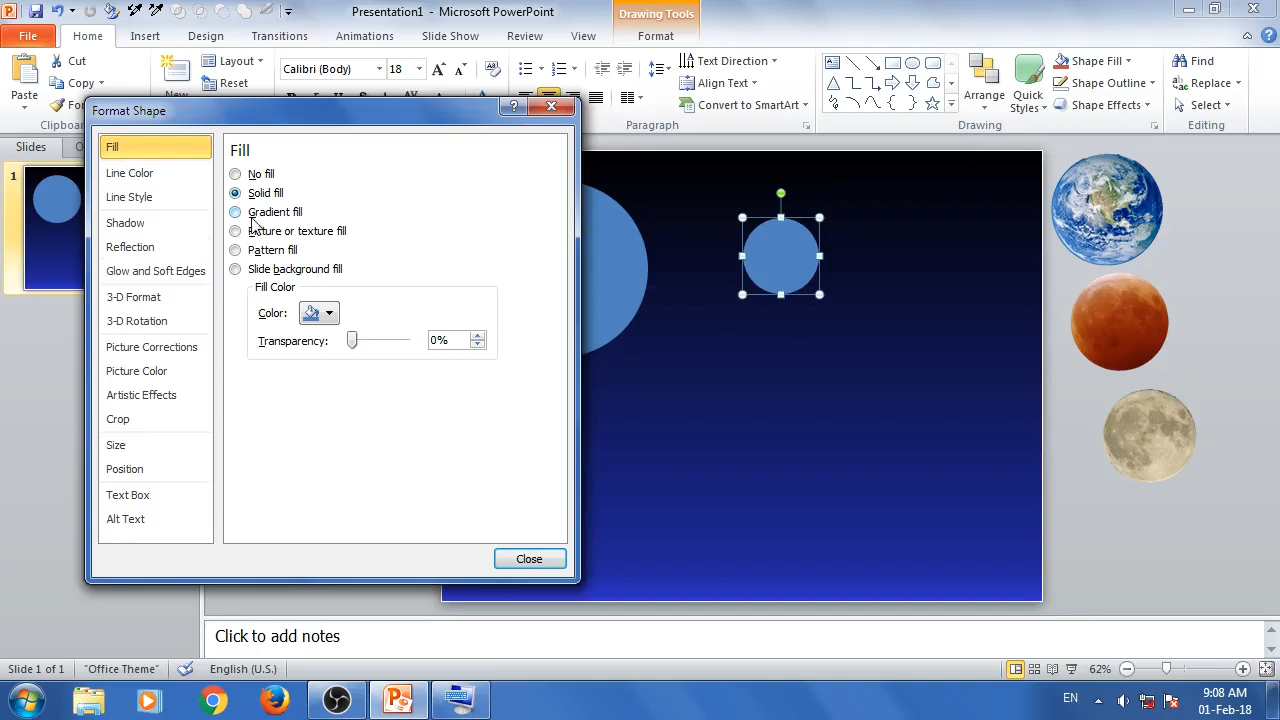 Presentation1 - Microsoft PowerPoint
Drawing Tools
File
Home
Insert
Design
Transitions
Animations
Slide Show
Review
View
Format
Paste
Cut
Copy
Clipboard
New
Layout
Reset
Calibri (Body)
18
Text Direction
Align Text
Convert to SmartArt
Paragraph
Arrange
Quick Styles
Shape Fill
Shape Outline
Shape Effects
Drawing
Find
Replace
Select
Editing
Slides
1
Format Shape
Fill
Line Color
Line Style
Shadow
Reflection
Glow and Soft Edges
3-D Format
3-D Rotation
Picture Corrections
Picture Color
Artistic Effects
Crop
Size
Position
Text Box
Alt Text
Fill
No fill
Solid fill
Gradient fill
Picture or texture fill
Pattern fill
Slide background fill
Fill Color
Color:
Transparency:
0%
Close
Click to add notes
Slide 1 of 1
"Office Theme"
English (U.S.)
62%
EN
9:08 AM
01-Feb-18